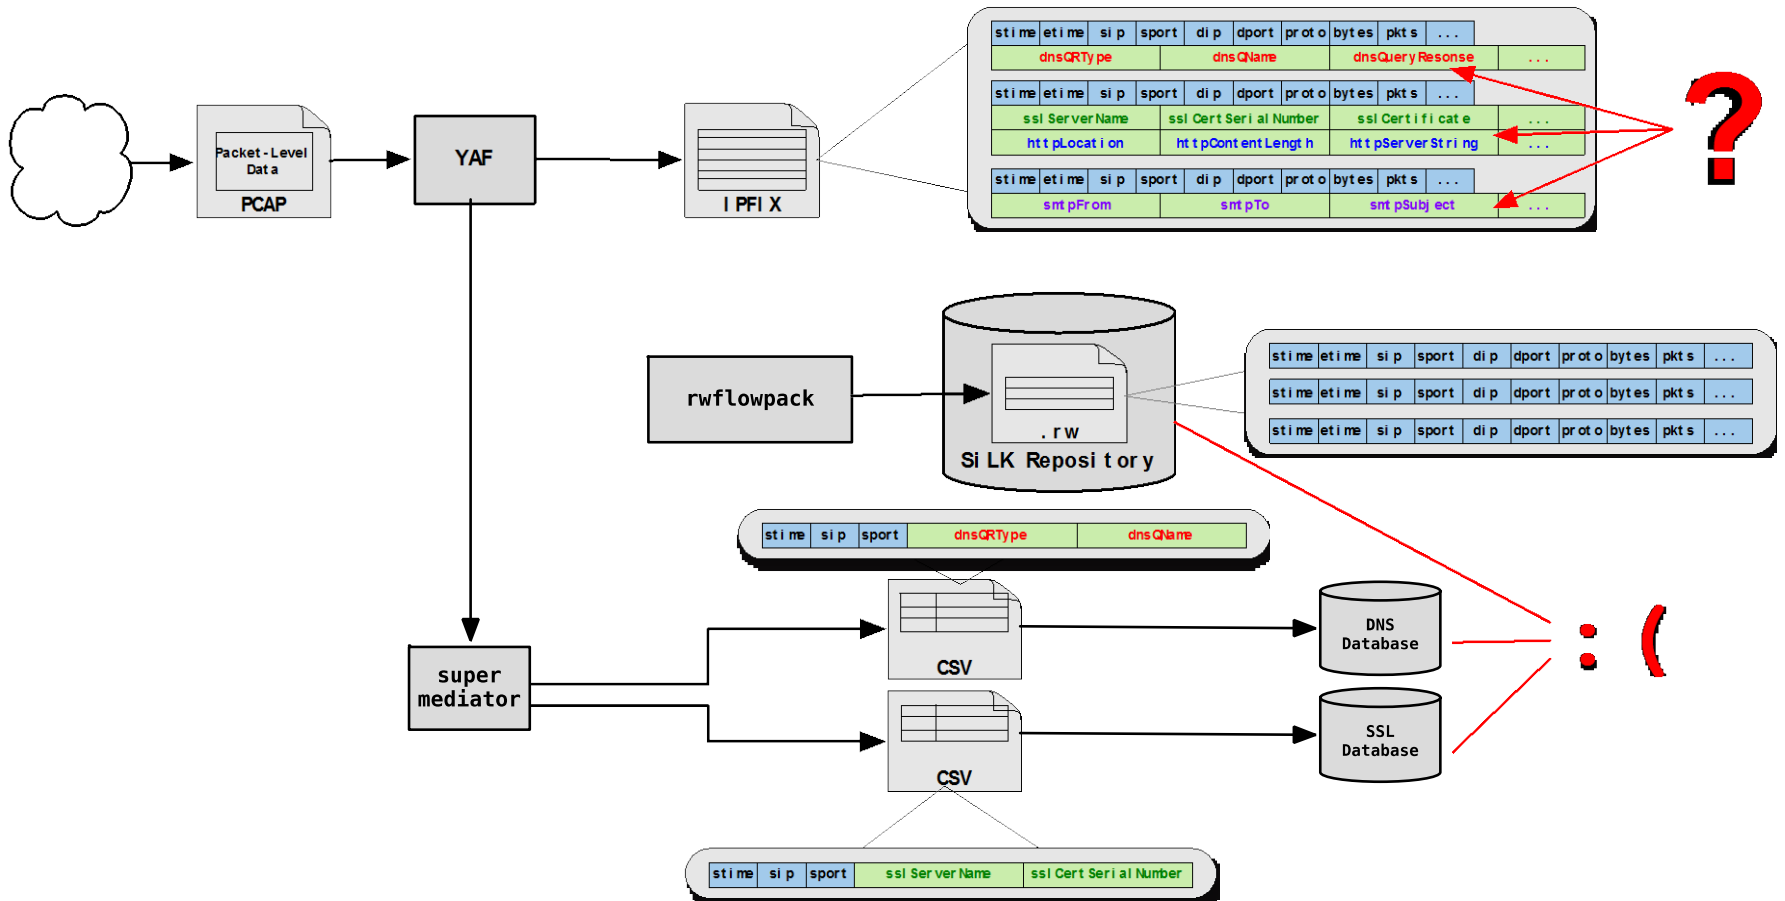 stime etime sip sport dip dport proto bytes pkts ...
dnsQRType dnsQName dnsQueryResonse ...
stime etime sip sport dip dport proto bytes pkts ...
sslServerName sslCertSerialNumber sslCertificate ...
httpLocation httpContentLength httpServerString ...
stime etime sip sport dip dport proto bytes pkts ...
smtpFrom smtpTo smtpSubject ...
?
Packet-Level
Data
PCAP
YAF
IPFIX
rwflowpack
.rw
SiLK Repository
stime etime sip sport dip dport proto bytes pkts ...
stime etime sip sport dip dport proto bytes pkts ...
stime etime sip sport dip dport proto bytes pkts ...
stime sip sport dnsQRType dnsQName
super
mediator
CSV
DNS
Database
: (
CSV
SSL
Database
stime sip sport sslServerName sslCertSerialNumber